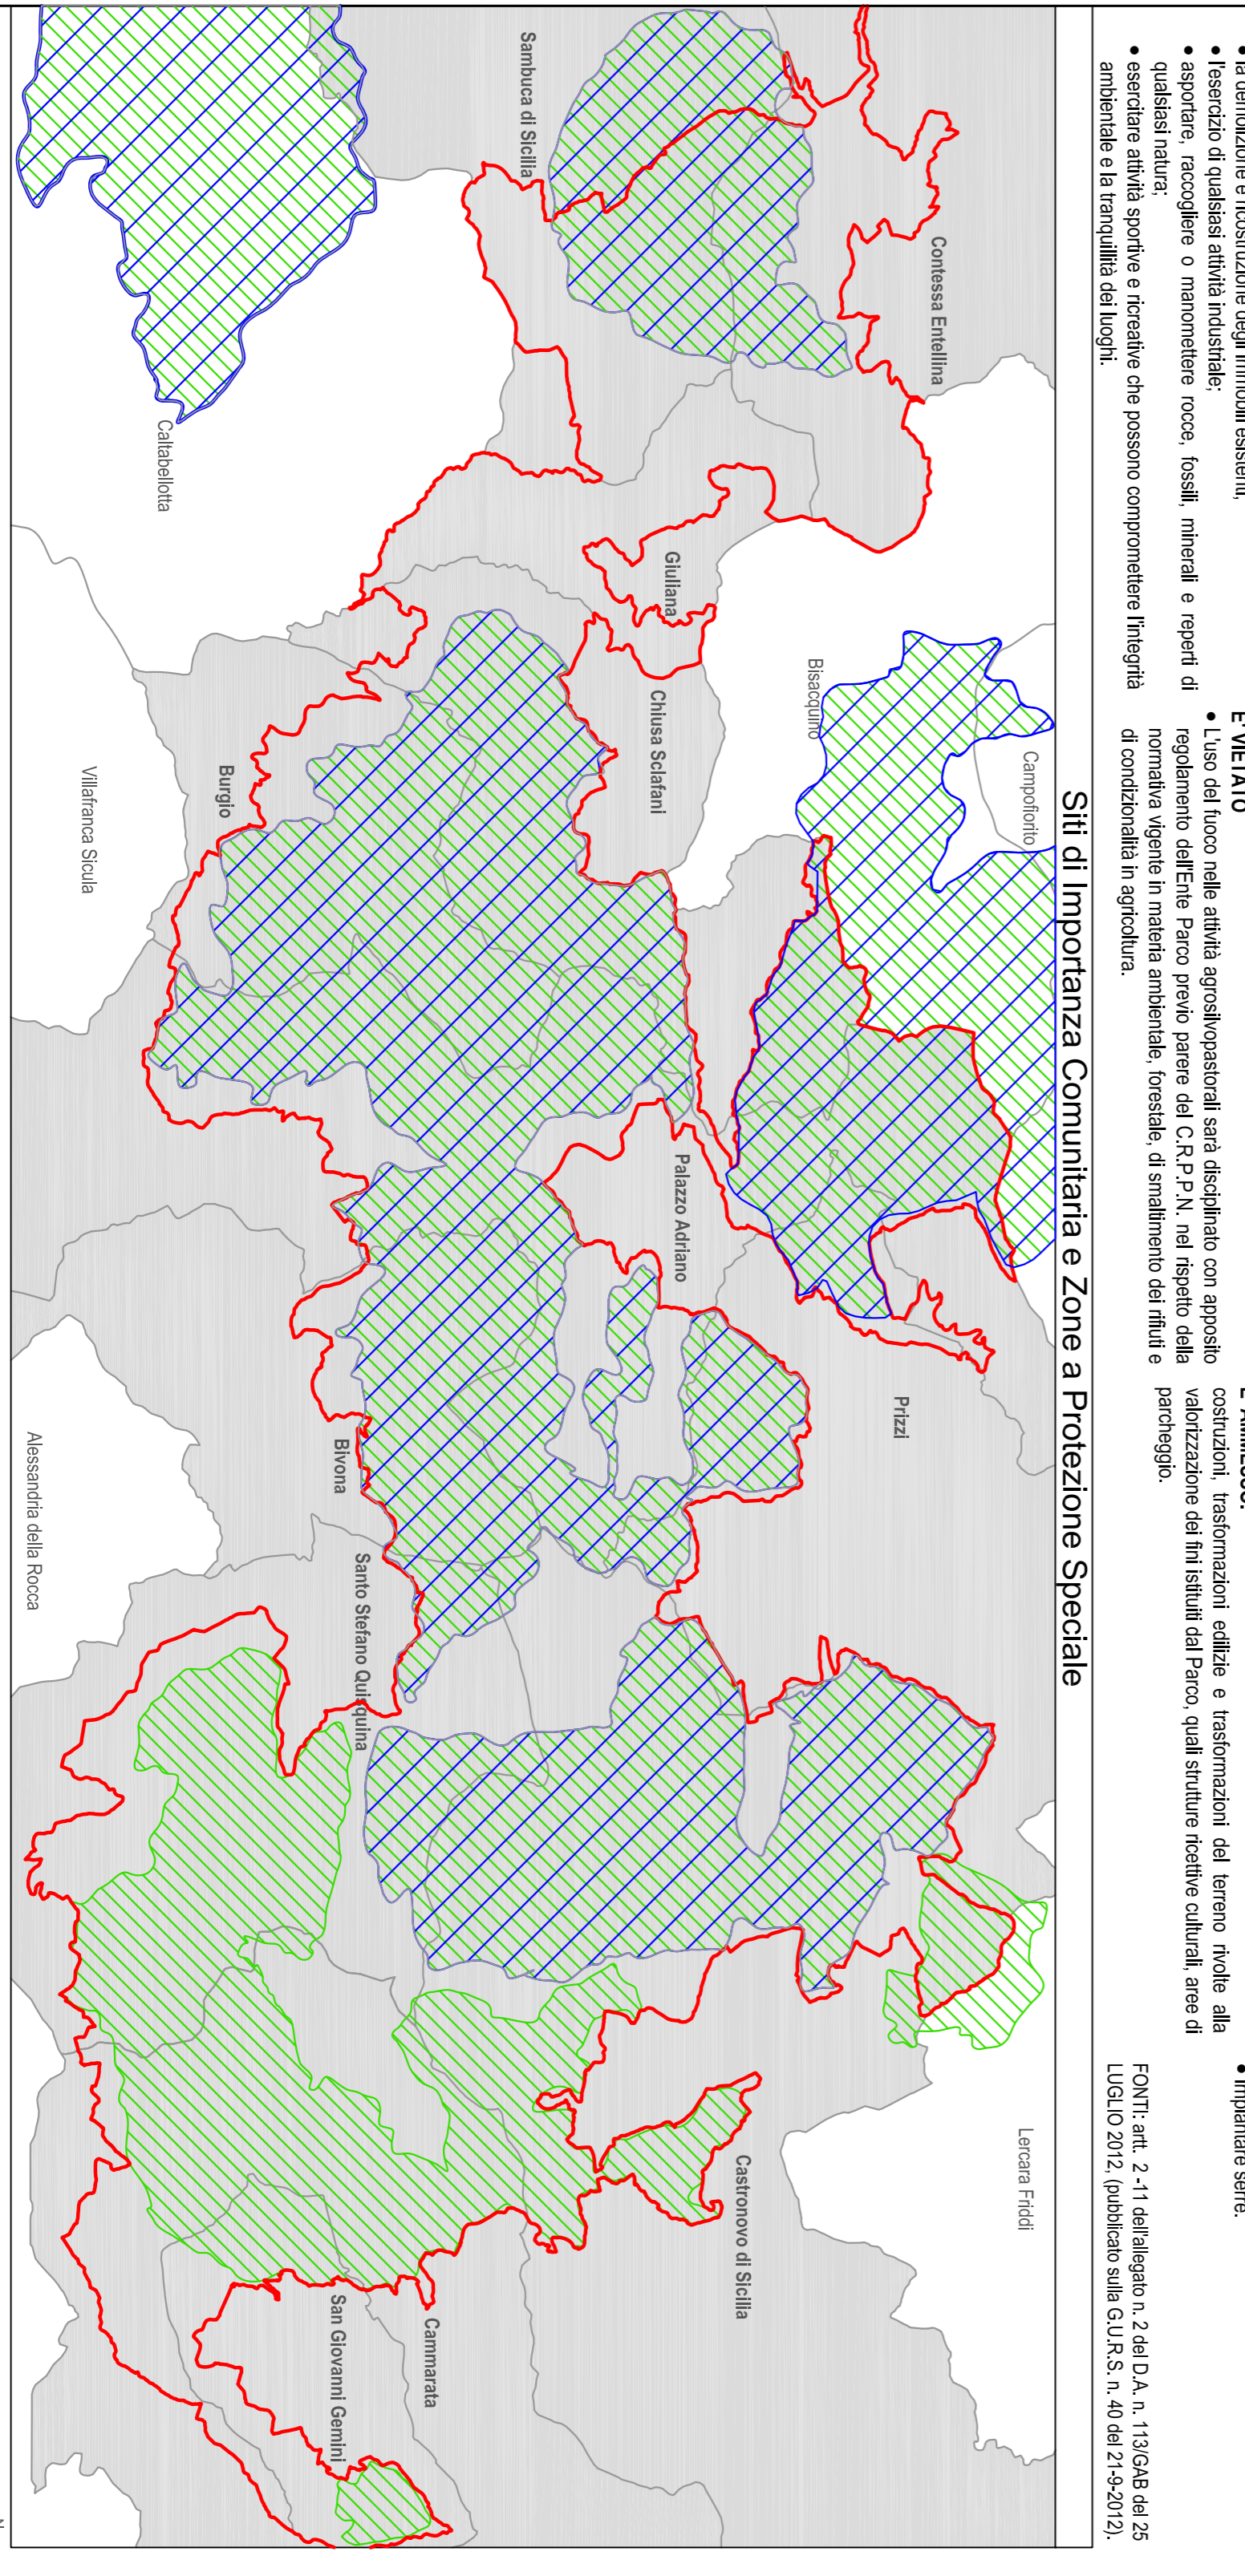 l'esercizio di qualsiasi attività industriale;
• asportare, raccogliere o manomettere rocce, fossili, minerali e reperti di
qualsiasi natura;
• esercitare attività sportive e ricreative che possono compromettere l'integrità
ambientale e la tranquillità dei luoghi.
E' VIETATO
• L'uso del fuoco nelle attività agrosilvopastorali sarà disciplinato con apposito
regolamento dell'Ente Parco previo parere del C.R.P.P.N. nel rispetto della
normativa vigente in materia ambientale, forestale, di smaltimento dei rifiuti e
di condizionalità in agricoltura.
costruzioni, trasformazioni edilizie e trasformazioni del terreno rivolte alla
valorizzazione dei fini istituiti dal Parco, quali strutture ricettive culturali, aree di
parcheggio.
• impiantare serre.
FONTI: artt. 2 -11 dell'allegato n. 2 del D.A. n. 113/GAB del 25
LUGLIO 2012, (pubblicato sulla G.U.R.S. n. 40 del 21-9-2012).
Siti di Importanza Comunitaria e Zone a Protezione Speciale
Contessa Entellina
Campofiorito
Lercara Friddi
Bisacquino
Prizzi
Castronovo di Sicilia
Giuliana
Chiusa Sclafani
Palazzo Adriano
Sambuca di Sicilia
Cammarata
Santo Stefano Quisquina
San Giovanni Gemini
Bivona
Burgio
Caltabellotta
Villafranca Sicula
Alessandria della Rocca
N